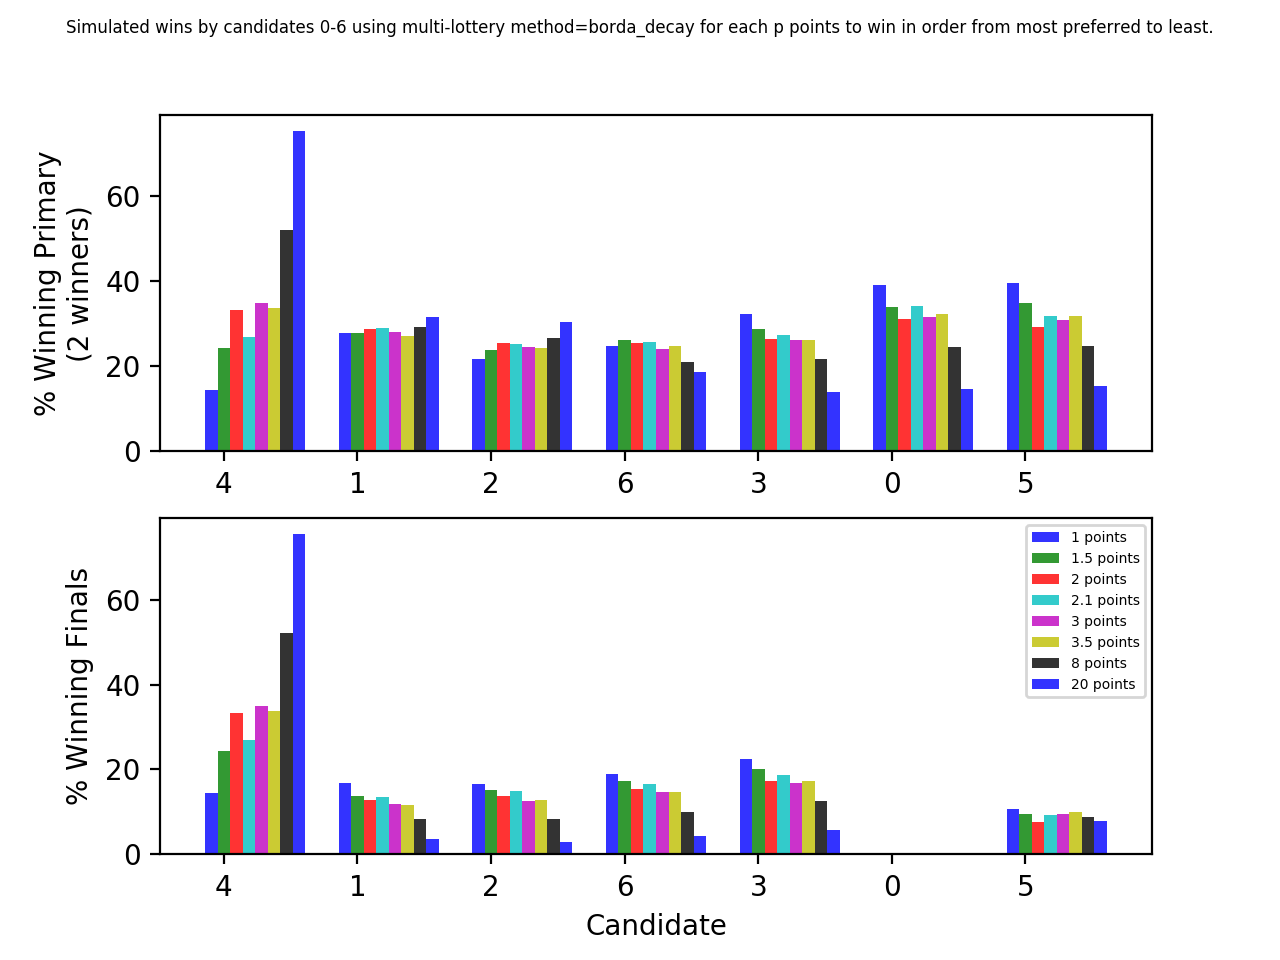 Simulated wins by candidates 0-6 using multi-lottery method=borda_decay for each p points to win in order from most preferred to least.
% Winning Primary
(2 winners)
60
40
20
0
4 1 2 6 3 0 5
% Winning Finals
60
40
20
0
1 points
1.5 points
2 points
2.1 points
3 points
3.5 points
8 points
20 points
4 1 2 6 3 0 5
Candidate